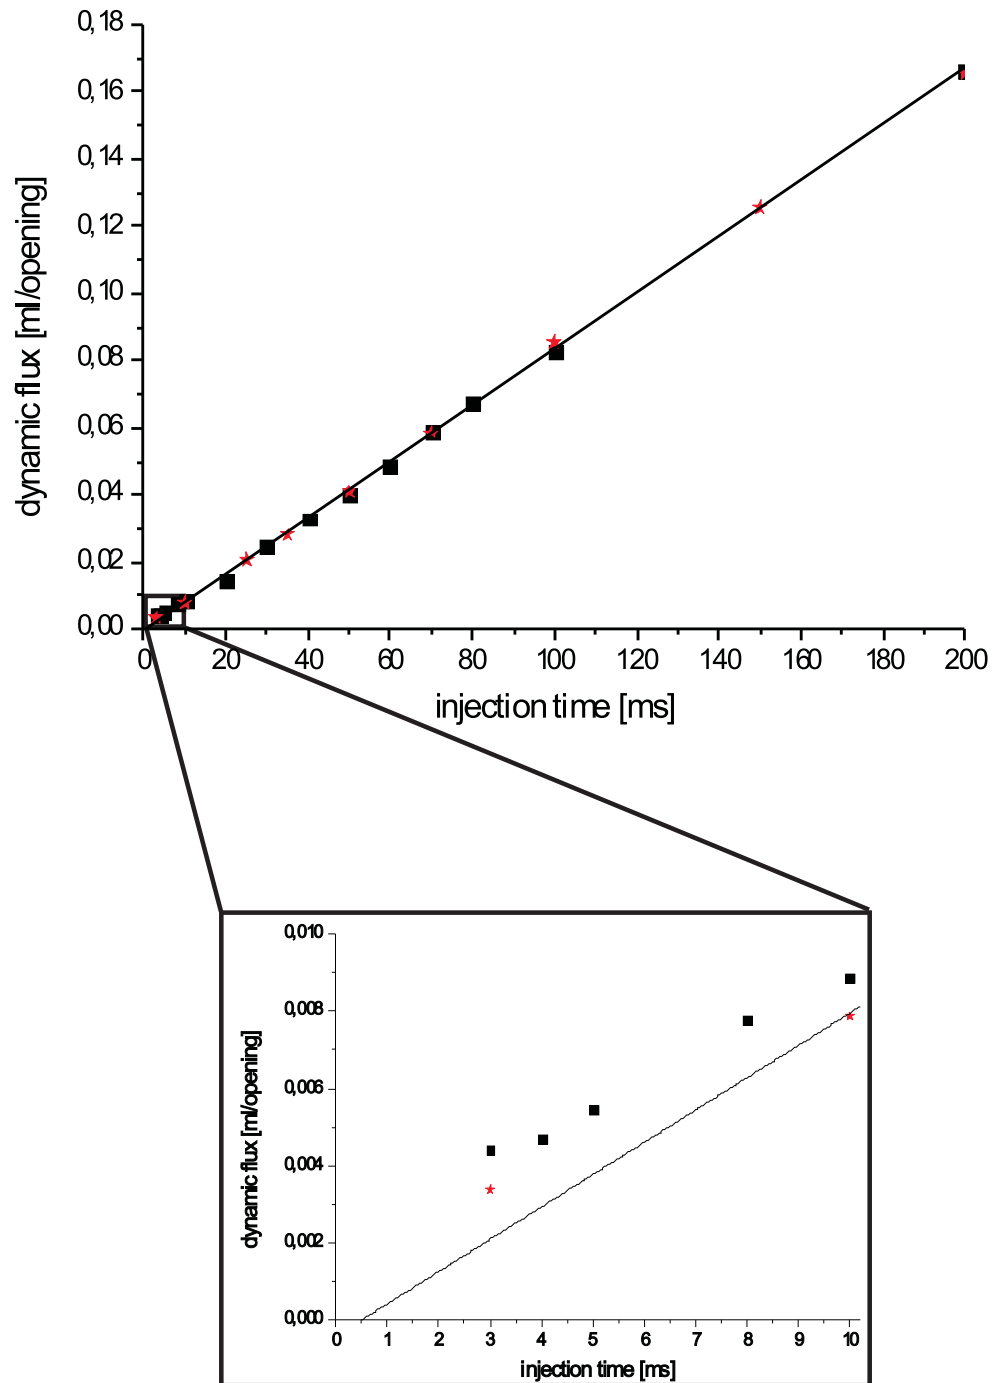 0,18
0,16
0,14
0,12
0,10
0,08
0,06
0,04
0,02
0,00
dynamic flux [ml/opening]
0 20 40 60 80 100 120 140 160 180 200
injection time [ms]
0,010
0,008
0,006
0,004
0,002
0,000
dynamic flux [ml/opening]
0 1 2 3 4 5 6 7 8 9 10
injection time [ms]